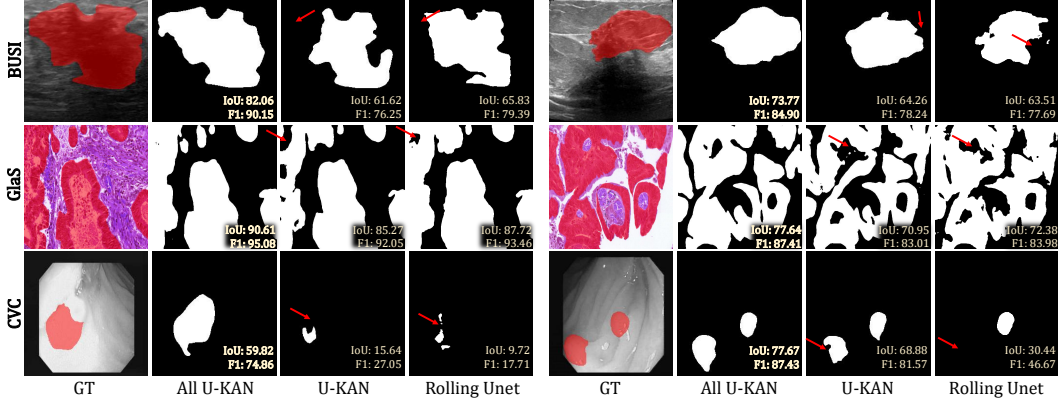 BUSI
IoU: 82.06
F1: 90.15
IoU: 61.62
F1: 76.25
IoU: 65.83
F1: 79.39
IoU: 73.77
F1: 84.90
IoU: 64.26
F1: 78.24
IoU: 63.51
F1: 77.69
GlaS
IoU: 90.61
F1: 95.08
IoU: 85.27
F1: 92.05
IoU: 87.72
F1: 93.46
IoU: 77.64
F1: 87.41
IoU: 70.95
F1: 83.01
IoU: 72.38
F1: 83.98
CVC
IoU: 59.82
F1: 74.86
IoU: 15.64
F1: 27.05
IoU: 9.72
F1: 17.71
IoU: 77.67
F1: 87.43
IoU: 68.88
F1: 81.57
IoU: 30.44
F1: 46.67
GT All U-KAN U-KAN Rolling Unet GT All U-KAN U-KAN Rolling Unet